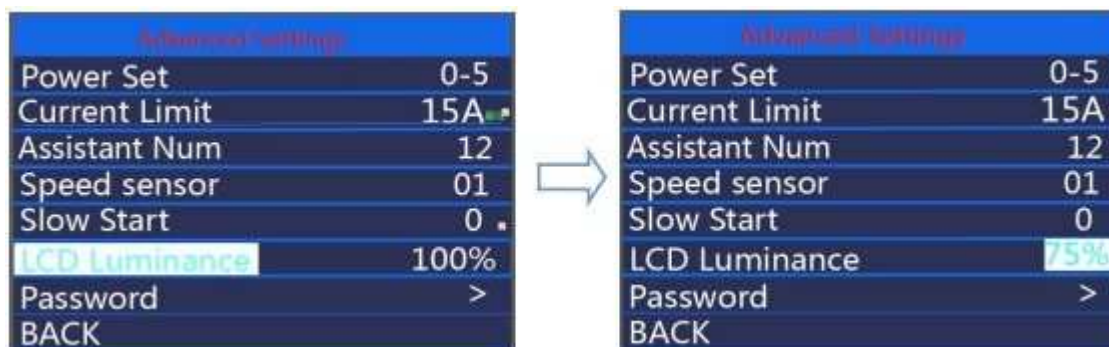 Advanced Settings
Power Set 0-5
Current Limit 15A
Assistant Num 12
Speed sensor 01
Slow Start 0
LCD Luminance 100%
Password >
BACK
Advanced Settings
Power Set 0-5
Current Limit 15A
Assistant Num 12
Speed sensor 01
Slow Start 0
LCD Luminance 75%
Password >
BACK